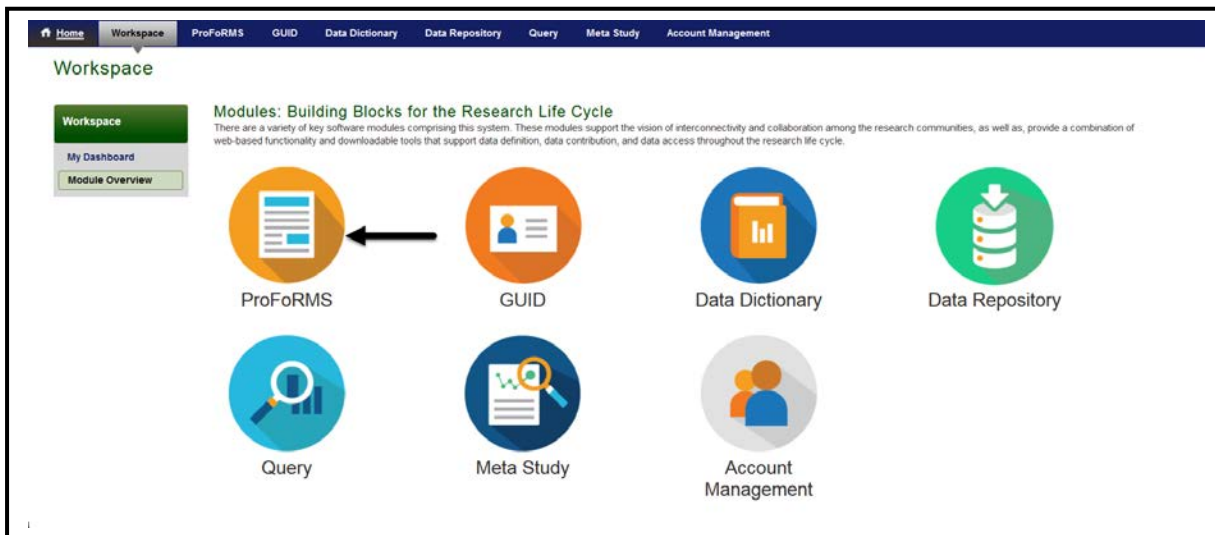 Home Workspace ProFoRMS GUID Data Dictionary Data Repository Query Meta Study Account Management
Workspace
Workspace
My Dashboard
Module Overview
Modules: Building Blocks for the Research Life Cycle
There are a variety of key software modules comprising this system. These modules support the vision of interconnectivity and collaboration among the research communities, as well as, provide a combination of
web-based functionality and downloadable tools that support data definition, data contribution, and data access throughout the research life cycle.
ProFoRMS
GUID
Data Dictionary
Data Repository
Query
Meta Study
Account
Management